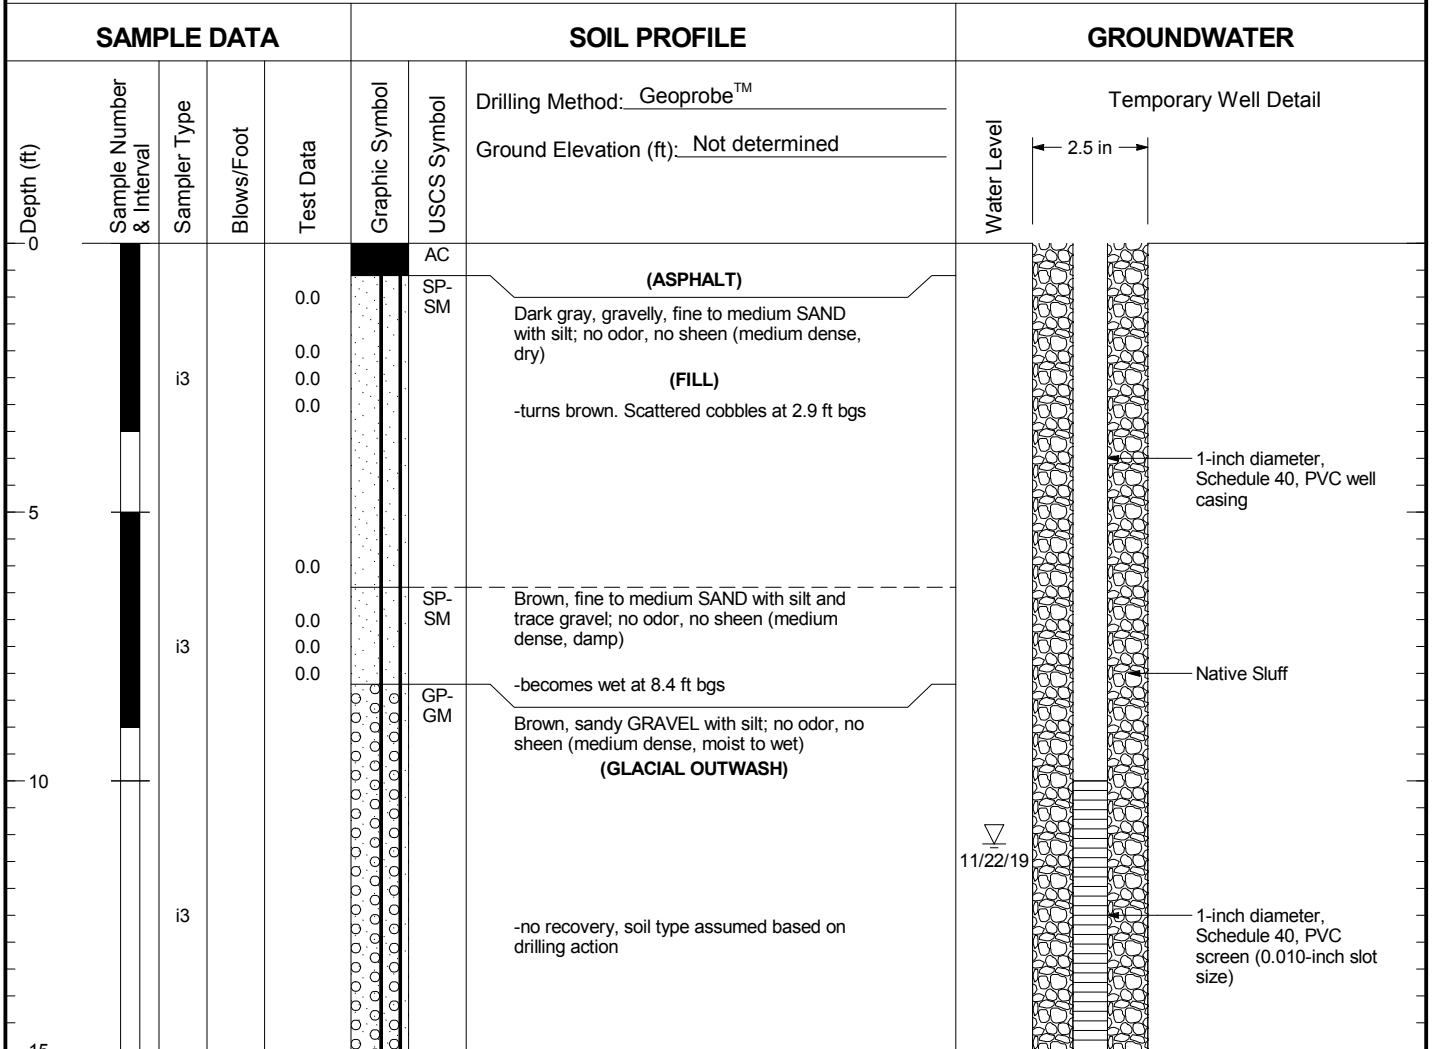 SAMPLE DATA
SOIL PROFILE
GROUNDWATER
Depth (ft)
Sample Number
& Interval
Sampler Type
Blows/Foot
Test Data
Graphic Symbol
USCS Symbol
Drilling Method: Geoprobe™
Ground Elevation (ft): Not determined
Water Level
Temporary Well Detail
2.5 in
0
AC
(ASPHALT)
SP-
SM
0.0
Dark gray, gravelly, fine to medium SAND
with silt; no odor, no sheen (medium dense,
dry)
0.0
i3
0.0
(FILL)
0.0
-turns brown. Scattered cobbles at 2.9 ft bgs
1-inch diameter,
Schedule 40, PVC well
casing
5
0.0
SP-
SM
Brown, fine to medium SAND with silt and
trace gravel; no odor, no sheen (medium
dense, damp)
0.0
i3
0.0
0.0
Native Sluff
-becomes wet at 8.4 ft bgs
GP-
GM
Brown, sandy GRAVEL with silt; no odor, no
sheen (medium dense, moist to wet)
(GLACIAL OUTWASH)
10
11/22/19
i3
-no recovery, soil type assumed based on
drilling action
1-inch diameter,
Schedule 40, PVC
screen (0.010-inch slot
size)
15